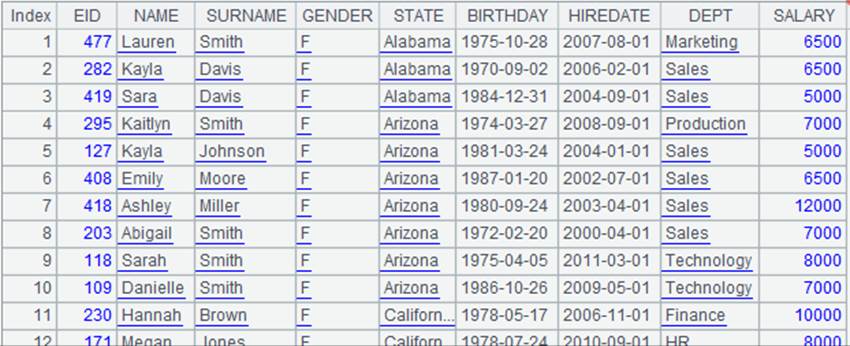 Index EID NAME SURNAME GENDER STATE BIRTHDAY HIREDATE DEPT SALARY
1 477 Lauren Smith F Alabama 1975-10-28 2007-08-01 Marketing 6500
2 282 Kayla Davis F Alabama 1970-09-02 2006-02-01 Sales 6500
3 419 Sara Davis F Alabama 1984-12-31 2004-09-01 Sales 5000
4 295 Kaitlyn Smith F Arizona 1974-03-27 2008-09-01 Production 7000
5 127 Kayla Johnson F Arizona 1981-03-24 2004-01-01 Sales 5000
6 408 Emily Moore F Arizona 1987-01-20 2002-07-01 Sales 6500
7 418 Ashley Miller F Arizona 1980-09-24 2003-04-01 Sales 12000
8 203 Abigail Smith F Arizona 1972-02-20 2000-04-01 Sales 7000
9 118 Sarah Smith F Arizona 1975-04-05 2011-03-01 Technology 8000
10 109 Danielle Smith F Arizona 1986-10-26 2009-05-01 Technology 7000
11 230 Hannah Brown F Californ... 1978-05-17 2006-11-01 Finance 10000
12 171 Megan Jones F Californ... 1978-07-24 2010-09-01 HR 8000